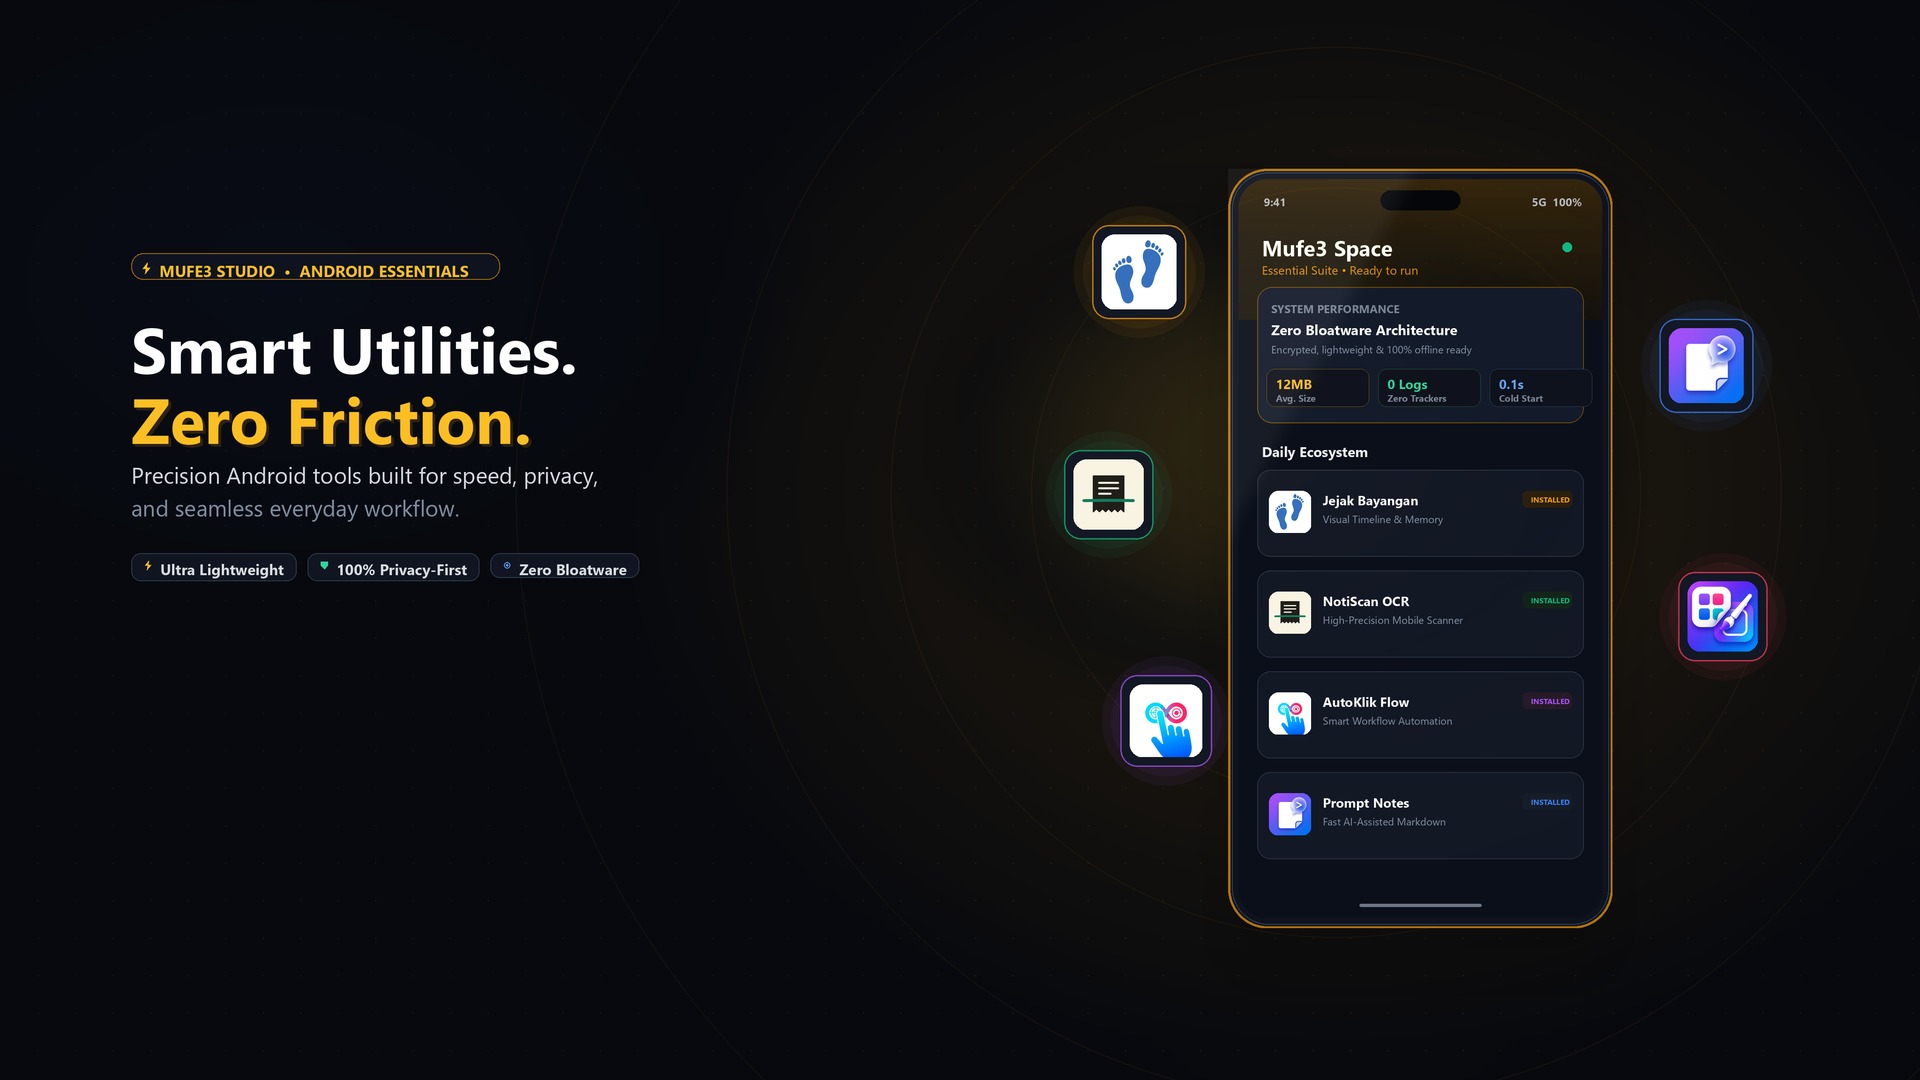 MUFE3 STUDIO • ANDROID ESSENTIALS
Smart Utilities.
Zero Friction.
Precision Android tools built for speed, privacy,
and seamless everyday workflow.
Ultra Lightweight
100% Privacy-First
Zero Bloatware
9:41
5G 100%
Mufe3 Space
Essential Suite • Ready to run
SYSTEM PERFORMANCE
Zero Bloatware Architecture
Encrypted, lightweight & 100% offline ready
12MB
Avg. Size
0 Logs
Zero Trackers
0.1s
Cold Start
Daily Ecosystem
Jejak Bayangan
INSTALLED
Visual Timeline & Memory
NotiScan OCR
INSTALLED
High-Precision Mobile Scanner
AutoKlik Flow
INSTALLED
Smart Workflow Automation
Prompt Notes
INSTALLED
Fast AI-Assisted Markdown